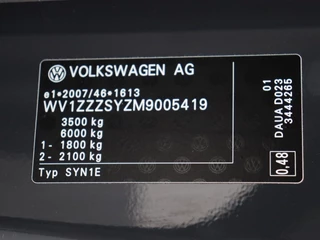 VOLKSWAGEN AG
e1*2007/46*1613
WV1ZZZSYZM9005419
3500 kg
6000 kg
1- 1800 kg
2- 2100 kg
Typ SYN1E
01
DAUA D023
3444265
0,48